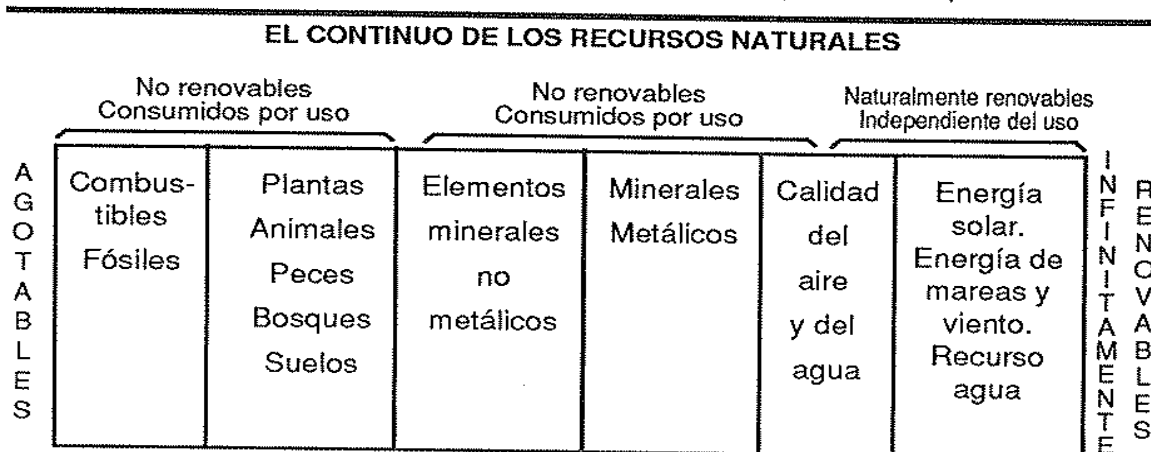 EL CONTINUO DE LOS RECURSOS NATURALES
No renovables
Consumidos por uso
No renovables
Consumidos por uso
Naturalmente renovables
Independiente del uso
AGOTABLES
Combus-
tibles
Fósiles
Plantas
Animales
Peces
Bosques
Suelos
Elementos
minerales
no
metálicos
Minerales
Metálicos
Calidad
del
aire
y del
agua
Energía
solar.
Energía de
mareas y
viento.
Recurso
agua
INFINITAMENTE
RENOVABLES